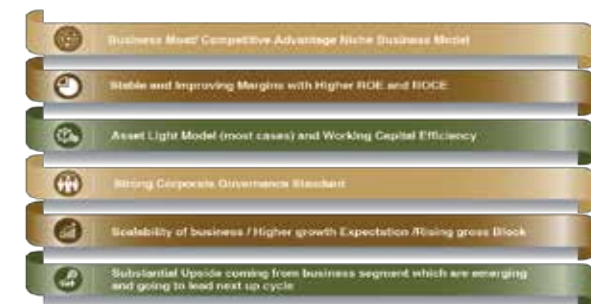 Business Moat/ Competitive Advantage Niche Business Model
Stable and Improving Margins with Higher ROE and ROCE
Asset Light Model (most cases) and Working Capital Efficiency
Strong Corporate Governance Standard
Scalability of business / Higher growth Expectation /Rising gross Block
Substantial Upside coming from business segment which are emerging
and going to lead next up cycle